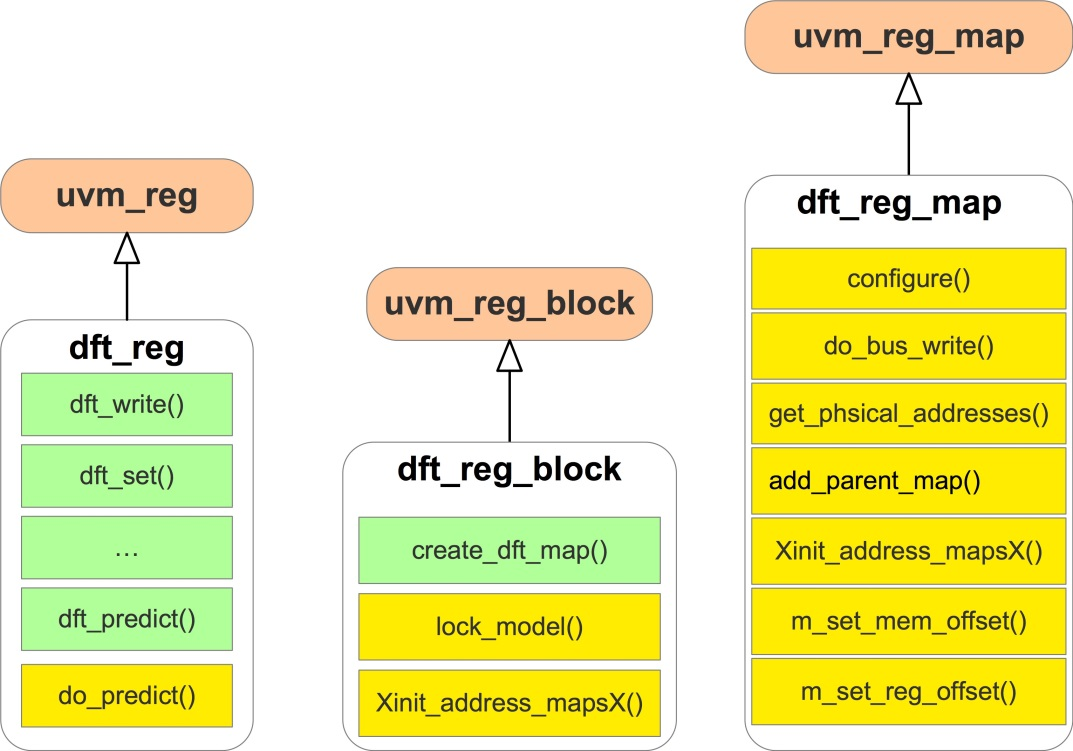 uvm_reg
dft_reg
dft_write()
dft_set()
...
dft_predict()
do_predict()
uvm_reg_block
dft_reg_block
create_dft_map()
lock_model()
Xinit_address_mapsX()
uvm_reg_map
dft_reg_map
configure()
do_bus_write()
get_phsical_addresses()
add_parent_map()
Xinit_address_mapsX()
m_set_mem_offset()
m_set_reg_offset()